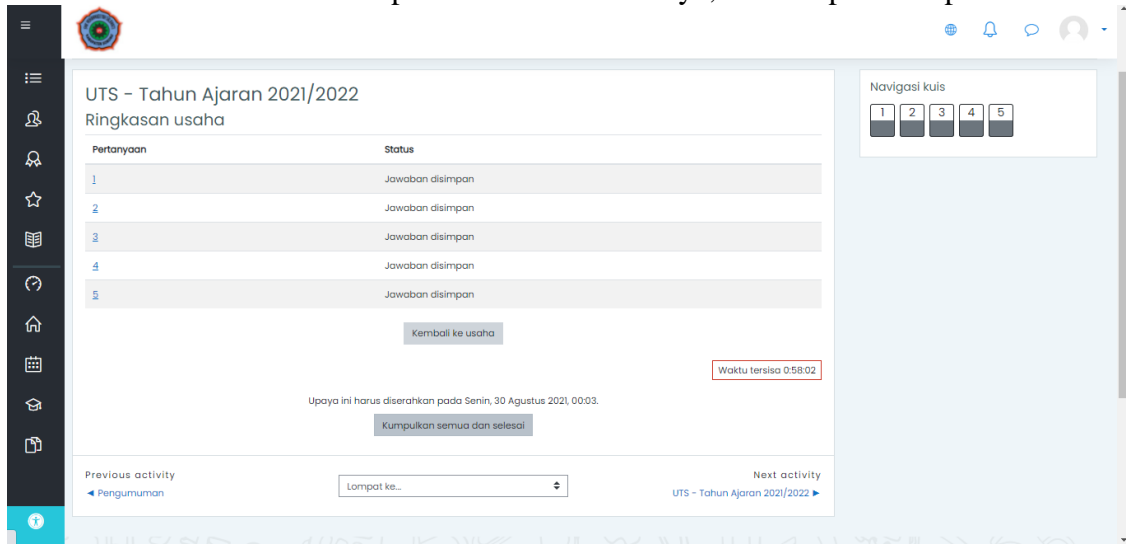 UTS - Tahun Ajaran 2021/2022
Ringkasan usaha
Pertanyaan Status
1 Jawaban disimpan
2 Jawaban disimpan
3 Jawaban disimpan
4 Jawaban disimpan
5 Jawaban disimpan
Kembali ke usaha
Waktu tersisa 0:58:02
Upaya ini harus diserahkan pada Senin, 30 Agustus 2021, 00:03.
Kumpulkan semua dan selesai
Previous activity
◄ Pengumuman
Lompat ke...
Next activity
UTS - Tahun Ajaran 2021/2022 ►
Navigasi kuis
1 2 3 4 5